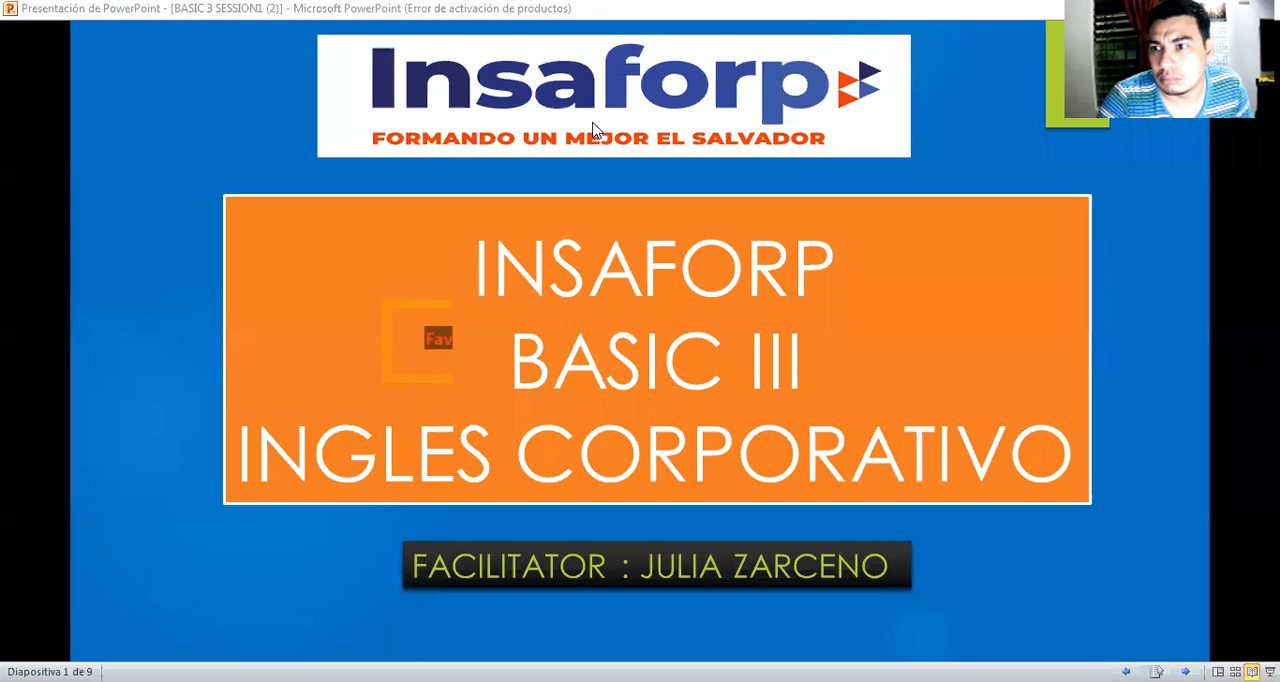 Presentación de PowerPoint - [BASIC 3 SESSION1 (2)] - Microsoft PowerPoint (Error de activación de productos)
Insaforp
FORMANDO UN MEJOR EL SALVADOR
INSAFORP
Fav
BASIC III
INGLES CORPORATIVO
FACILITATOR : JULIA ZARCENO
Diapositiva 1 de 9